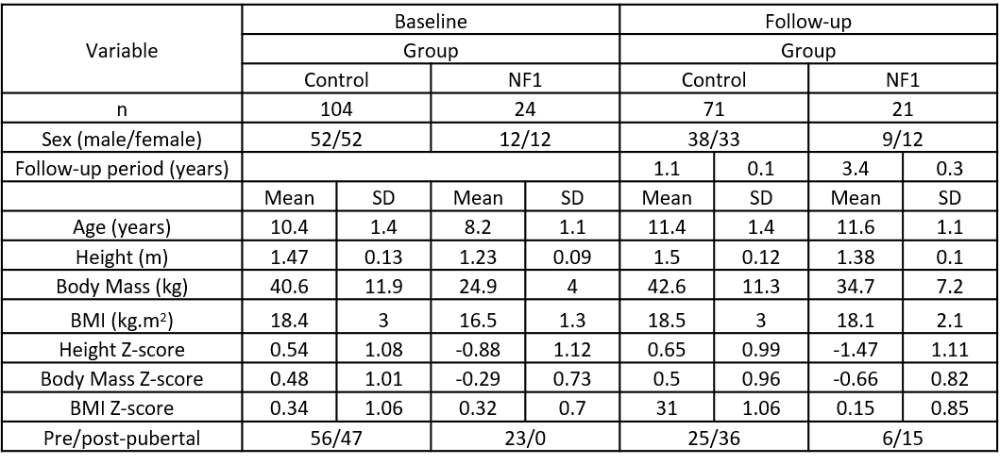 Variable Baseline Follow-up
Group Group
Control NF1 Control NF1
n 104 24 71 21
Sex (male/female) 52/52 12/12 38/33 9/12
Follow-up period (years) 1.1 0.1 3.4 0.3
Mean SD Mean SD Mean SD Mean SD
Age (years) 10.4 1.4 8.2 1.1 11.4 1.4 11.6 1.1
Height (m) 1.47 0.13 1.23 0.09 1.5 0.12 1.38 0.1
Body Mass (kg) 40.6 11.9 24.9 4 42.6 11.3 34.7 7.2
BMI (kg.m²) 18.4 3 16.5 1.3 18.5 3 18.1 2.1
Height Z-score 0.54 1.08 -0.88 1.12 0.65 0.99 -1.47 1.11
Body Mass Z-score 0.48 1.01 -0.29 0.73 0.5 0.96 -0.66 0.82
BMI Z-score 0.34 1.06 0.32 0.7 31 1.06 0.15 0.85
Pre/post-pubertal 56/47 23/0 25/36 6/15